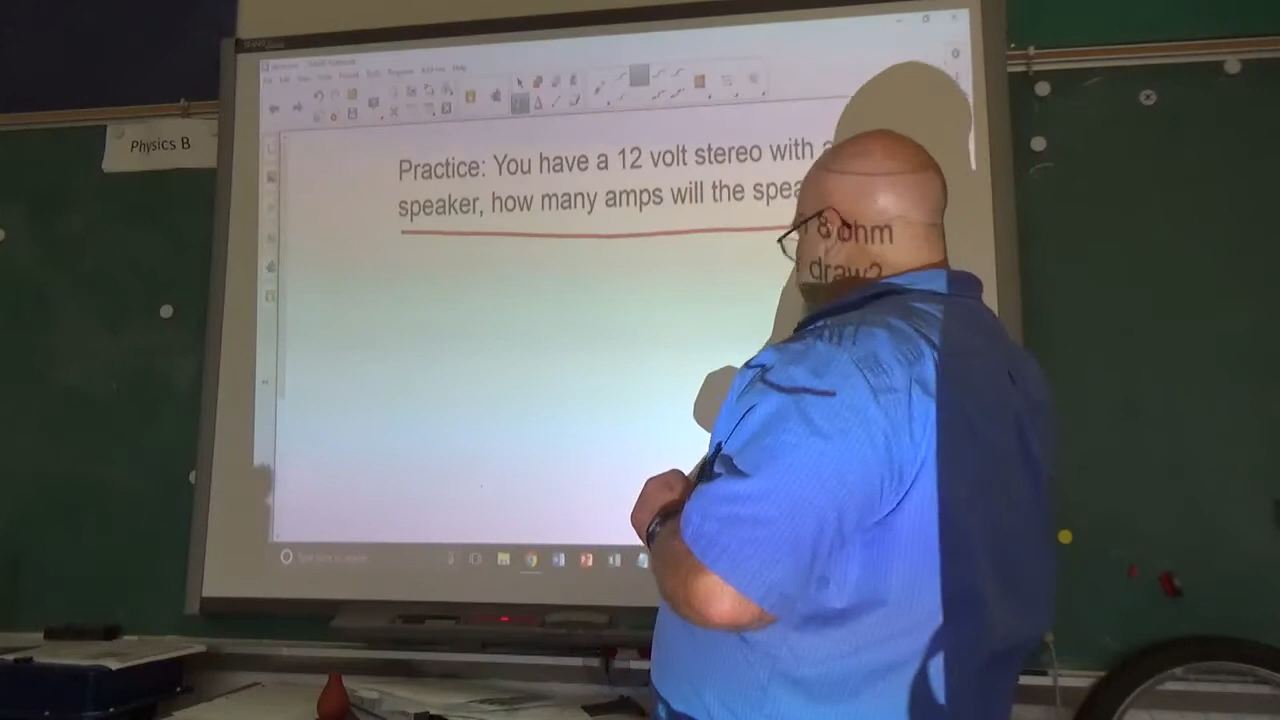 Physics B
Practice: You have a 12 volt stereo with a 8 ohm
speaker, how many amps will the spea draw?